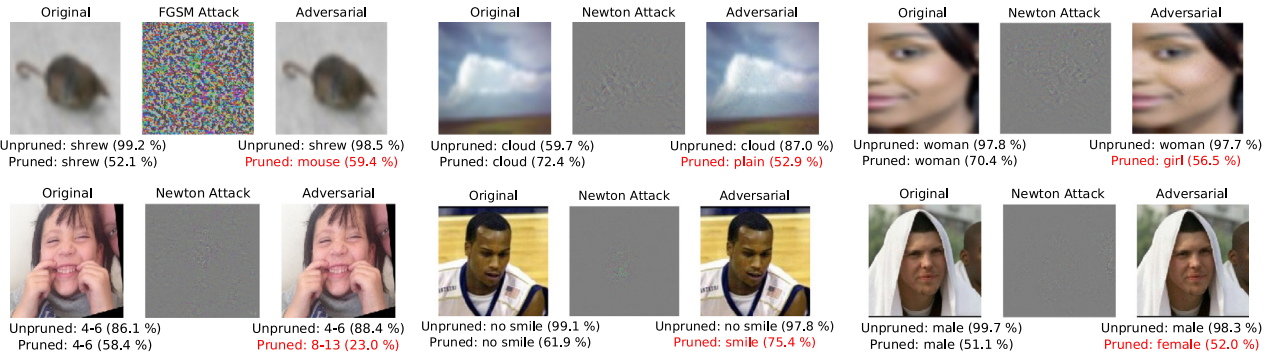 Original FGSM Attack Adversarial
Unpruned: shrew (99.2 %) Unpruned: shrew (98.5 %)
Pruned: shrew (52.1 %) Pruned: mouse (59.4 %)
Original Newton Attack Adversarial
Unpruned: cloud (59.7 %) Unpruned: cloud (87.0 %)
Pruned: cloud (72.4 %) Pruned: plain (52.9 %)
Original Newton Attack Adversarial
Unpruned: woman (97.8 %) Unpruned: woman (97.7 %)
Pruned: woman (70.4 %) Pruned: girl (56.5 %)
Original Newton Attack Adversarial
Unpruned: 4-6 (86.1 %) Unpruned: 4-6 (88.4 %)
Pruned: 4-6 (58.4 %) Pruned: 8-13 (23.0 %)
Original Newton Attack Adversarial
Unpruned: no smile (99.1 %) Unpruned: no smile (97.8 %)
Pruned: no smile (61.9 %) Pruned: smile (75.4 %)
Original Newton Attack Adversarial
Unpruned: male (99.7 %) Unpruned: male (98.3 %)
Pruned: male (51.1 %) Pruned: female (52.0 %)